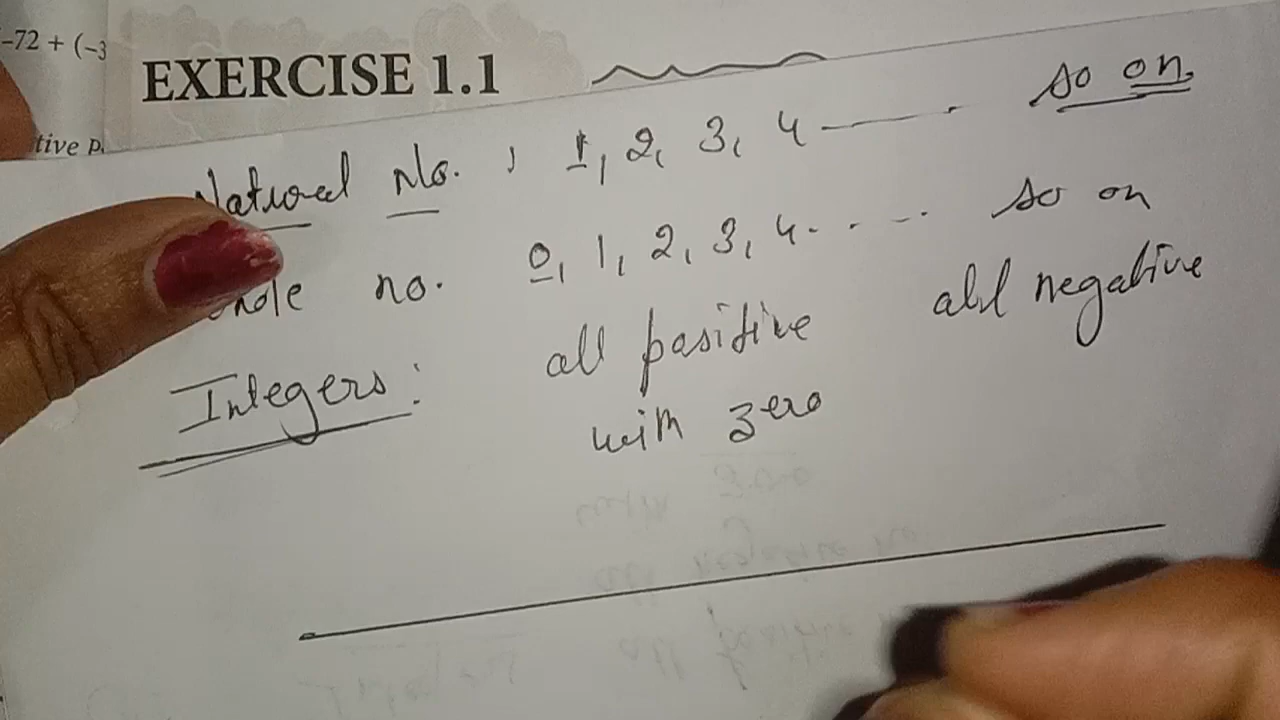 -72 + (-3
EXERCISE 1.1
tive p.
Natural No. : 1, 2, 3, 4 —— so on.
no. 0, 1, 2, 3, 4 - - - - so on
Integers: all positive all negative
with zero